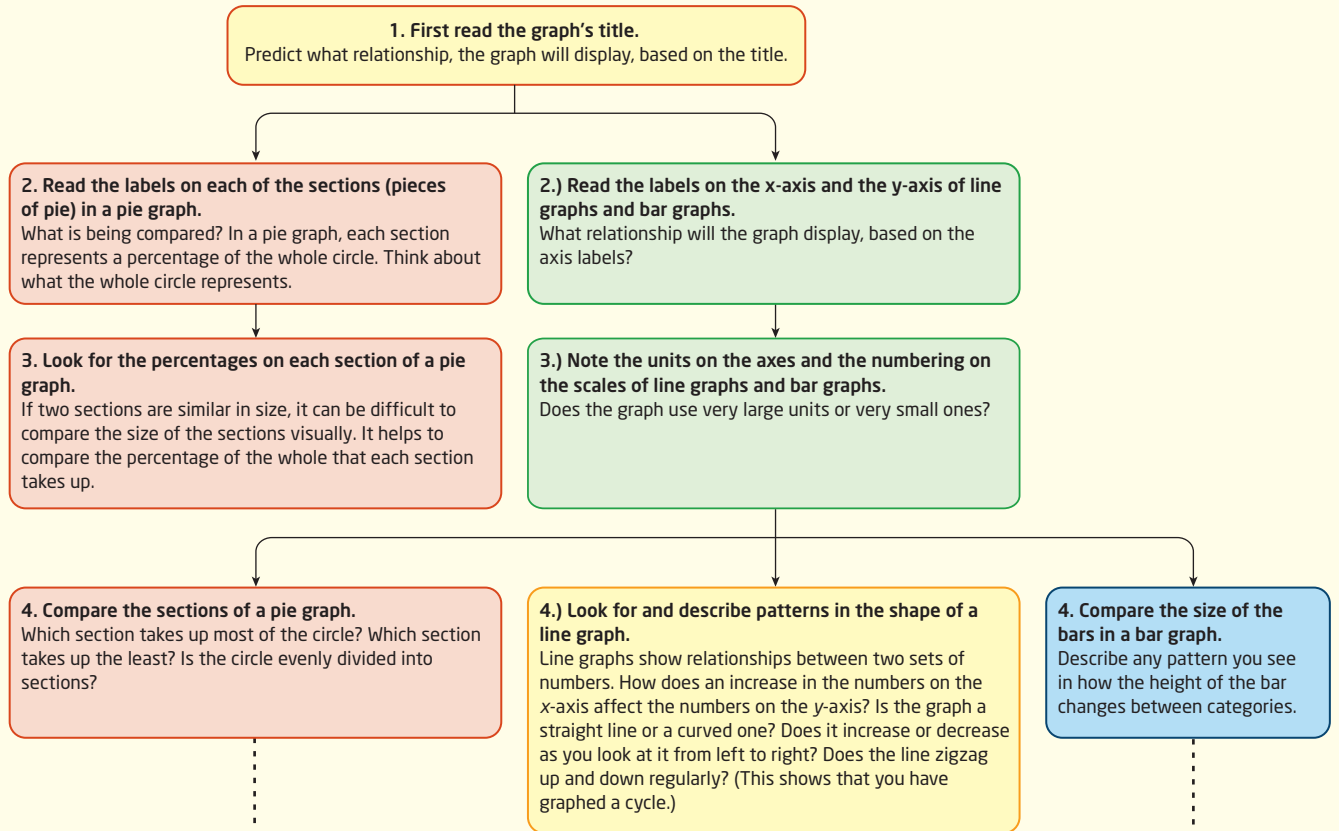 1. First read the graph's title.
Predict what relationship, the graph will display, based on the title.
2. Read the labels on each of the sections (pieces
of pie) in a pie graph.
What is being compared? In a pie graph, each section
represents a percentage of the whole circle. Think about
what the whole circle represents.
2.) Read the labels on the x-axis and the y-axis of line
graphs and bar graphs.
What relationship will the graph display, based on the
axis labels?
3. Look for the percentages on each section of a pie
graph.
If two sections are similar in size, it can be difficult to
compare the size of the sections visually. It helps to
compare the percentage of the whole that each section
takes up.
3.) Note the units on the axes and the numbering on
the scales of line graphs and bar graphs.
Does the graph use very large units or very small ones?
4. Compare the sections of a pie graph.
Which section takes up most of the circle? Which section
takes up the least? Is the circle evenly divided into
sections?
4.) Look for and describe patterns in the shape of a
line graph.
Line graphs show relationships between two sets of
numbers. How does an increase in the numbers on the
x-axis affect the numbers on the y-axis? Is the graph a
straight line or a curved one? Does it increase or decrease
as you look at it from left to right? Does the line zigzag
up and down regularly? (This shows that you have
graphed a cycle.)
4. Compare the size of the
bars in a bar graph.
Describe any pattern you see
in how the height of the bar
changes between categories.